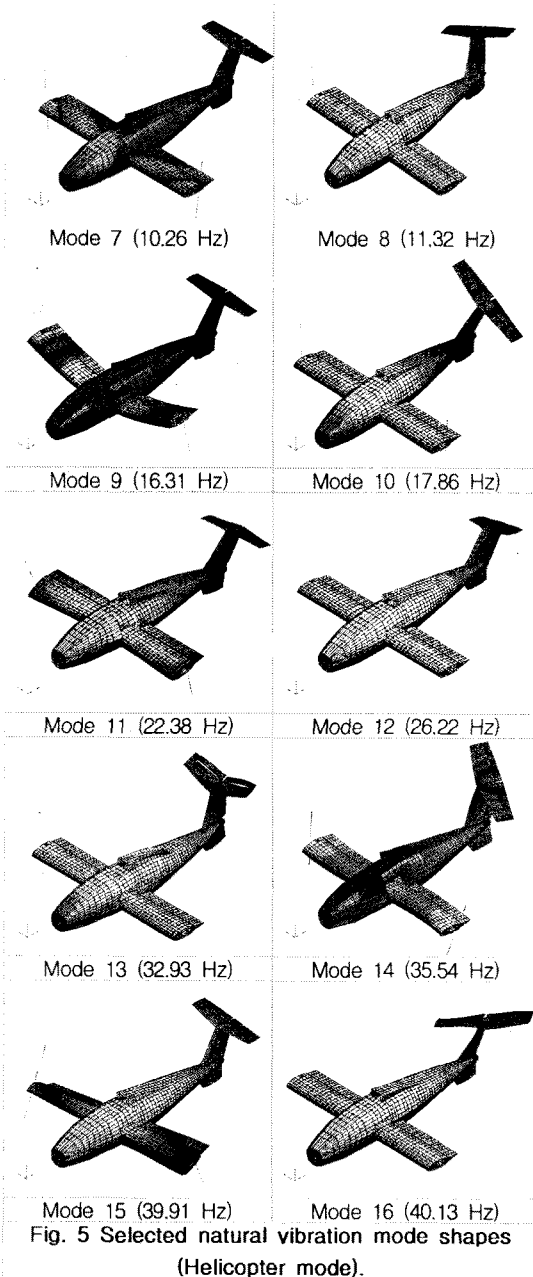 Mode 7 (10.26 Hz)
Mode 8 (11.32 Hz)
Mode 9 (16.31 Hz)
Mode 10 (17.86 Hz)
Mode 11 (22.38 Hz)
Mode 12 (26.22 Hz)
Mode 13 (32.93 Hz)
Mode 14 (35.54 Hz)
Mode 15 (39.91 Hz)
Mode 16 (40.13 Hz)
Fig. 5 Selected natural vibration mode shapes
(Helicopter mode).